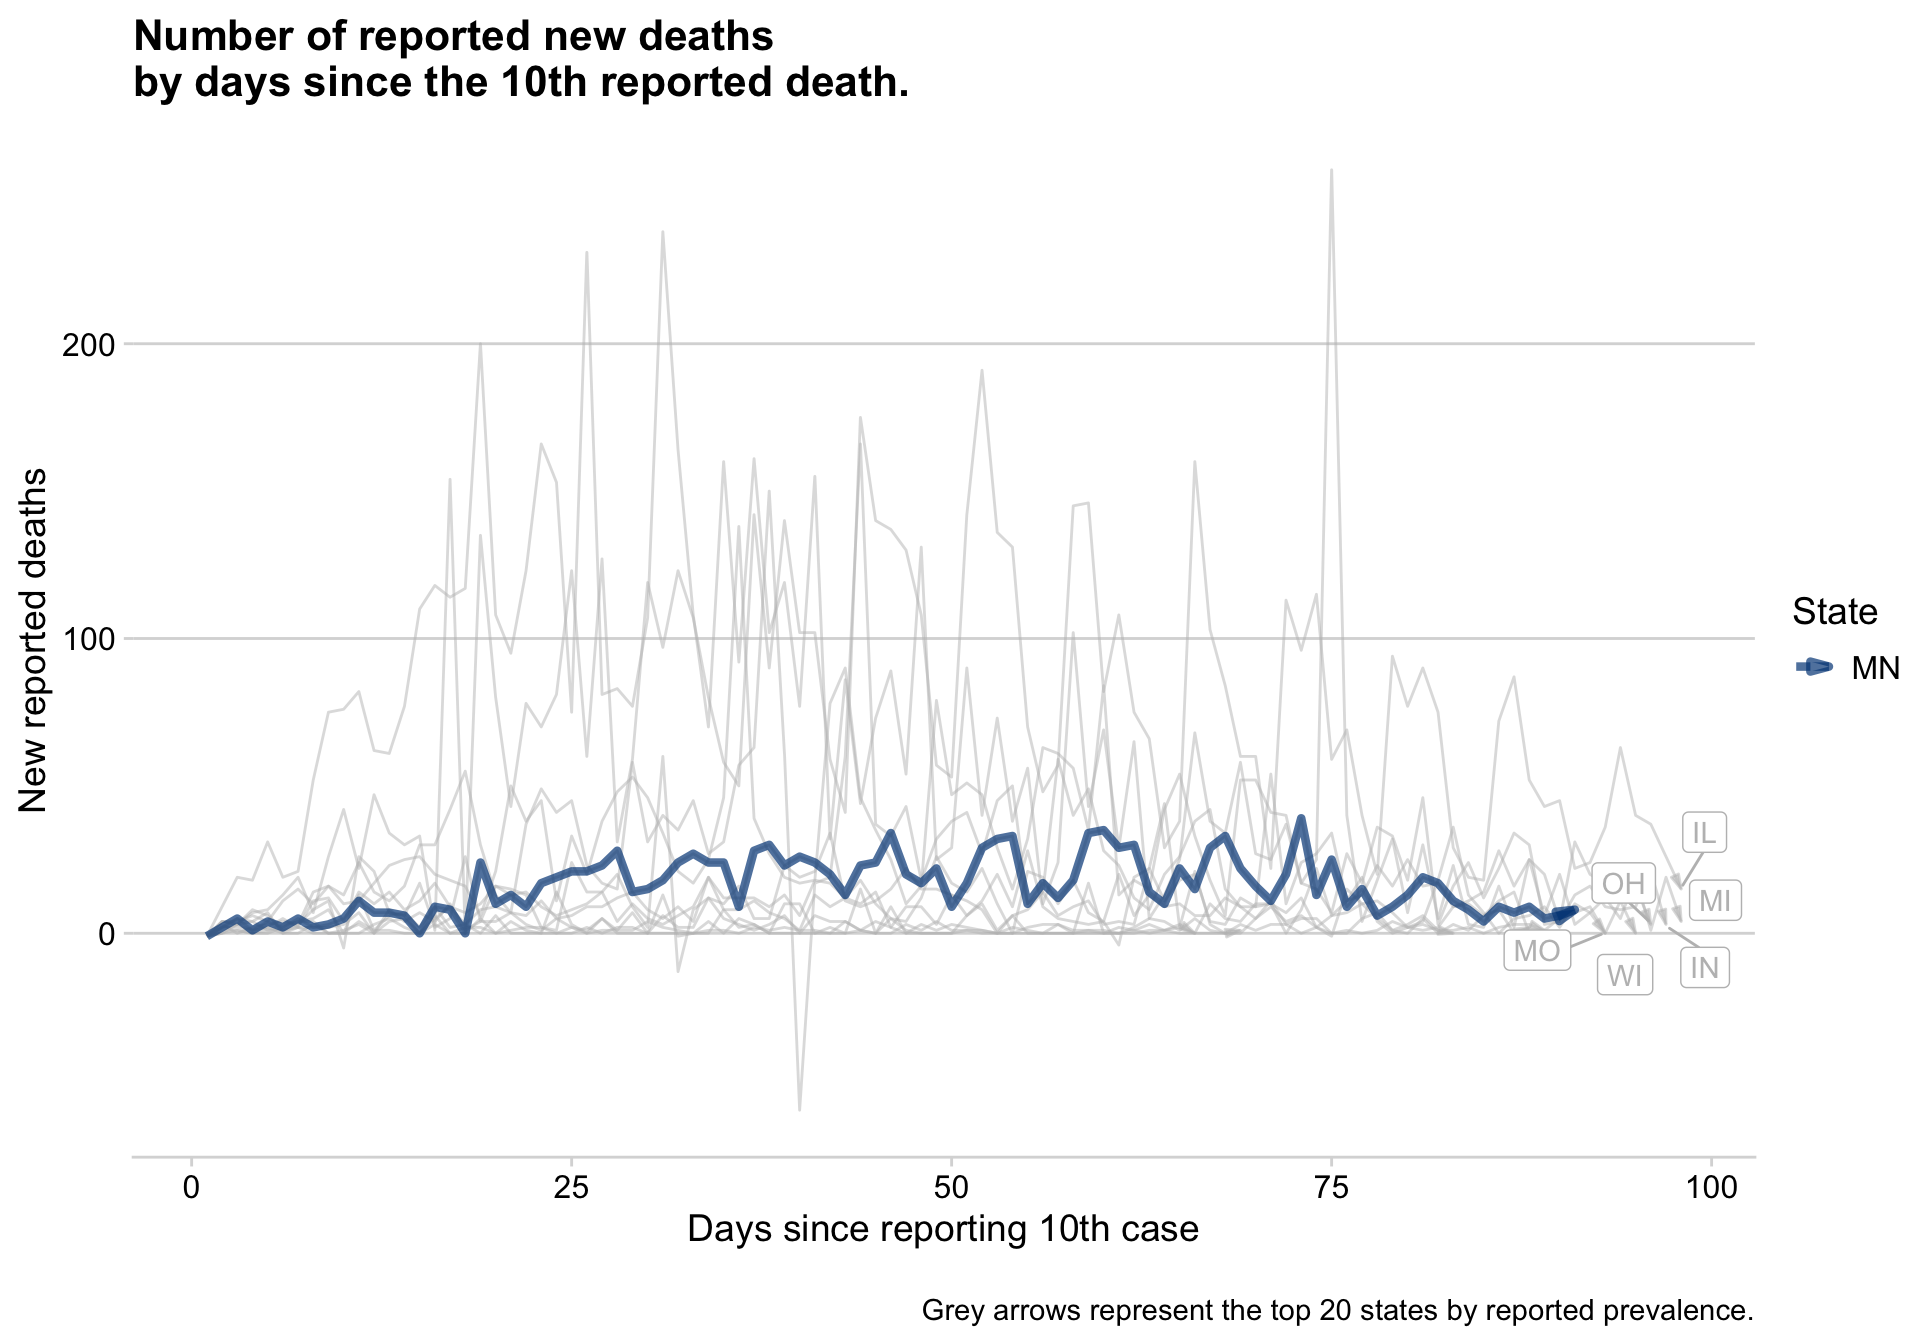 Number of reported new deaths
by days since the 10th reported death.
New reported deaths
200
100
0
IL
OH
MI
MO
WI
IN
State
MN
0
25
50
75
100
Days since reporting 10th case
Grey arrows represent the top 20 states by reported prevalence.